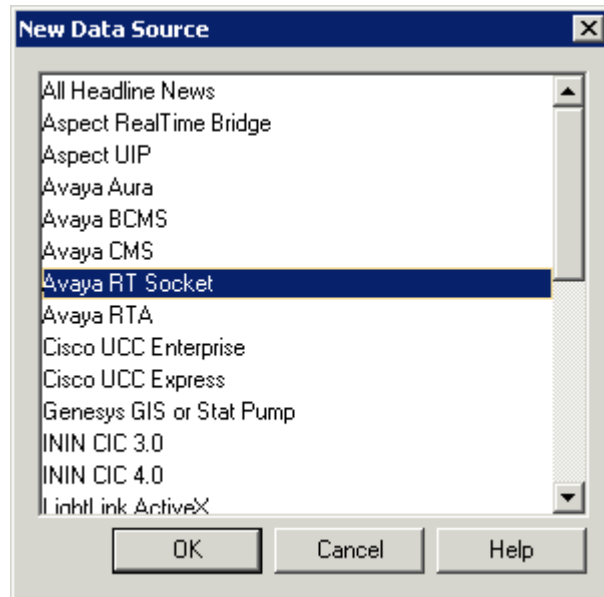 New Data Source
All Headline News
Aspect RealTime Bridge
Aspect UIP
Avaya Aura
Avaya BCMS
Avaya CMS
Avaya RT Socket
Avaya RTA
Cisco UCC Enterprise
Cisco UCC Express
Genesys GIS or Stat Pump
ININ CIC 3.0
ININ CIC 4.0
LightLink ActiveX
OK Cancel Help